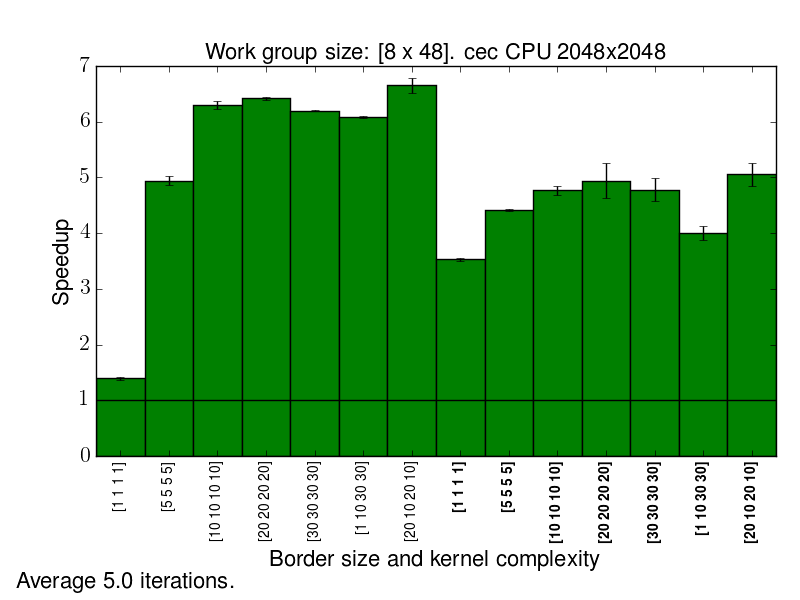 Work group size: [8 x 48]. cec CPU 2048x2048
Speedup
7
6
5
4
3
2
1
0
[1 1 1 1]
[5 5 5 5]
[10 10 10 10]
[20 20 20 20]
[30 30 30 30]
[1 10 30 30]
[20 10 20 10]
[1 1 1 1]
[5 5 5 5]
[10 10 10 10]
[20 20 20 20]
[30 30 30 30]
[1 10 30 30]
[20 10 20 10]
Border size and kernel complexity
Average 5.0 iterations.